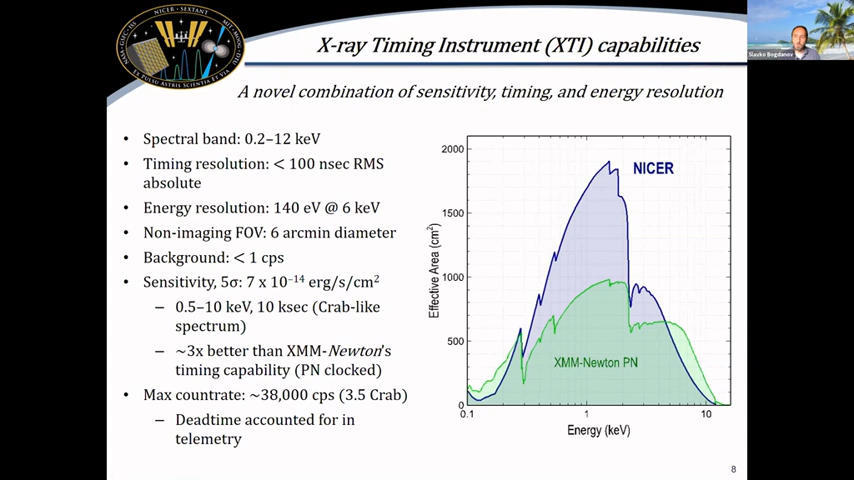 NICER • SEXTANT
X-ray Timing Instrument (XTI) capabilities
Slavko Bogdanov
A novel combination of sensitivity, timing, and energy resolution
• Spectral band: 0.2–12 keV
• Timing resolution: < 100 nsec RMS
absolute
• Energy resolution: 140 eV @ 6 keV
• Non-imaging FOV: 6 arcmin diameter
• Background: < 1 cps
• Sensitivity, 5σ: 7 x 10⁻¹⁴ erg/s/cm²
– 0.5–10 keV, 10 ksec (Crab-like
spectrum)
– ~3x better than XMM-Newton's
timing capability (PN clocked)
• Max countrate: ~38,000 cps (3.5 Crab)
– Deadtime accounted for in
telemetry
2000
1500
1000
500
0
Effective Area (cm²)
NICER
XMM-Newton PN
0.1 1 10
Energy (keV)
8